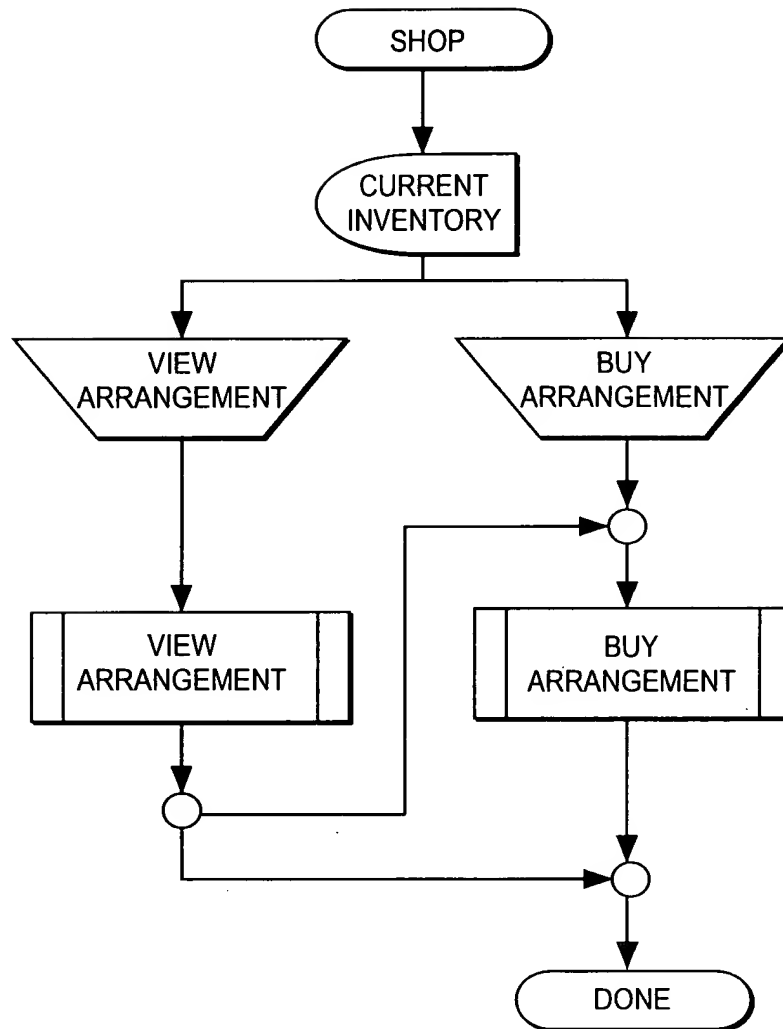 SHOP
CURRENT
INVENTORY
VIEW
ARRANGEMENT
BUY
ARRANGEMENT
VIEW
ARRANGEMENT
BUY
ARRANGEMENT
DONE